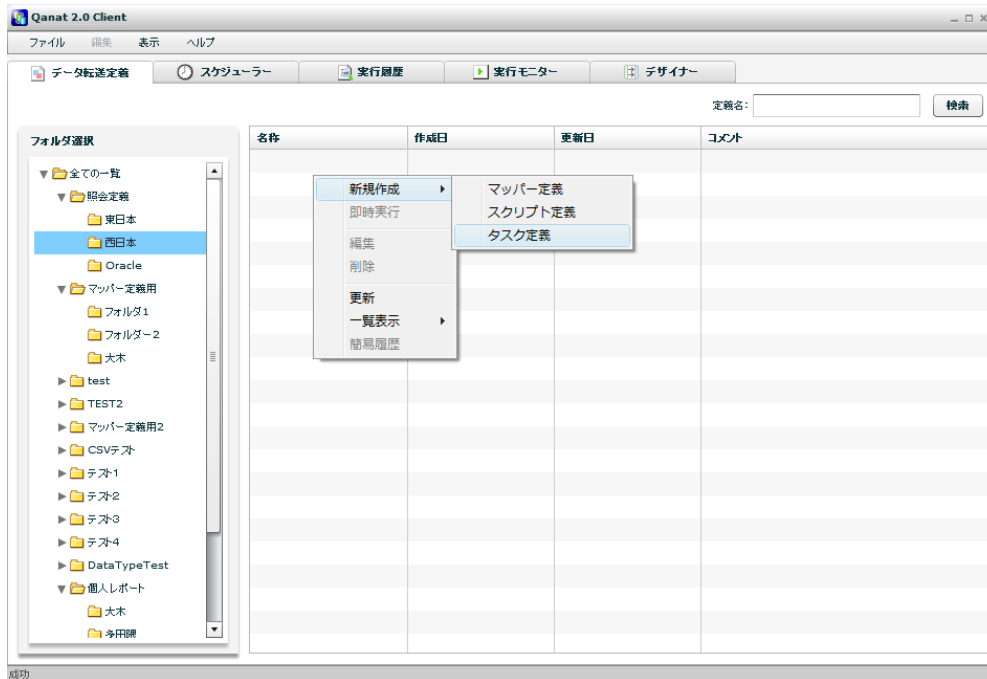 Qanat 2.0 Client
ファイル 編集 表示 ヘルプ
データ転送定義 スケジューラー 実行履歴 実行モニター デザイナー
定義名: 検索
フォルダ選択
名称 作成日 更新日 コメント
全ての一覧
照会定義
東日本
西日本
Oracle
マッパー定義用
フォルダ1
フォルダー2
大木
test
TEST2
マッパー定義用2
CSVテスト
テスト1
テスト2
テスト3
テスト4
DataTypeTest
個人レポート
大木
多田隈
新規作成
即時実行
編集
削除
更新
一覧表示
簡易履歴
マッパー定義
スクリプト定義
タスク定義
成功